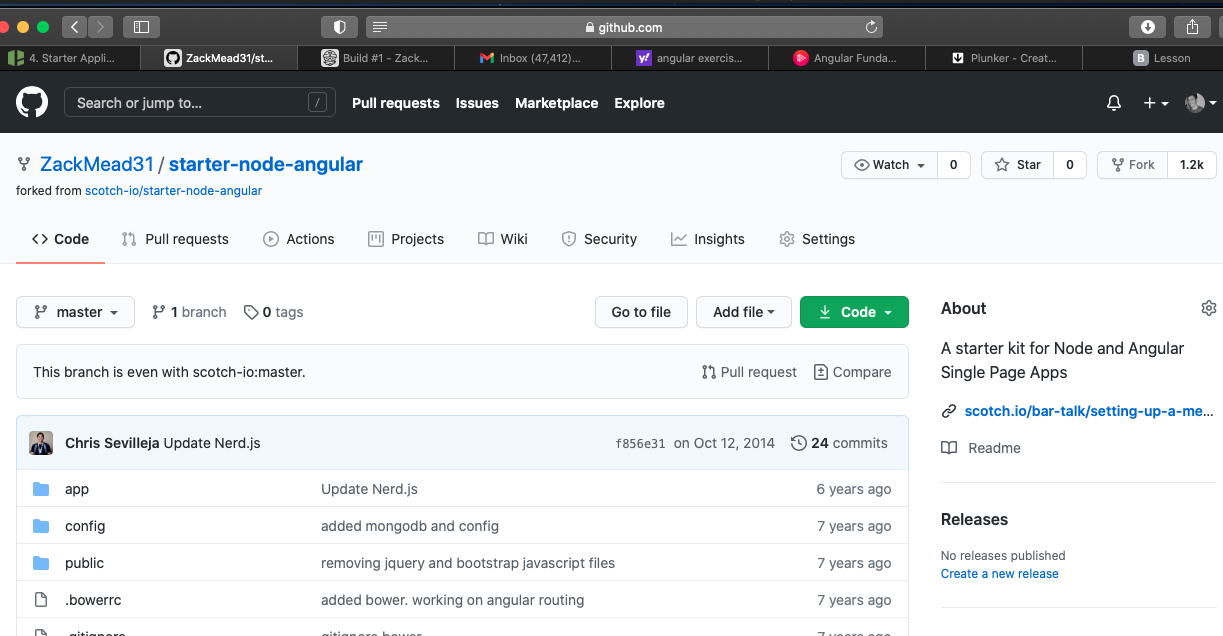 github.com
4. Starter Appli...
ZackMead31/st...
Build #1 - Zack...
Inbox (47,412)...
angular exercis...
Angular Funda...
Plunker - Creat...
B Lesson
Search or jump to... /
Pull requests Issues Marketplace Explore
ZackMead31 / starter-node-angular
forked from scotch-io/starter-node-angular
Watch 0 Star 0 Fork 1.2k
Code Pull requests Actions Projects Wiki Security Insights Settings
master 1 branch 0 tags Go to file Add file Code
This branch is even with scotch-io:master. Pull request Compare
Chris Sevilleja Update Nerd.js f856e31 on Oct 12, 2014 24 commits
app Update Nerd.js 6 years ago
config added mongodb and config 7 years ago
public removing jquery and bootstrap javascript files 7 years ago
.bowerrc added bower. working on angular routing 7 years ago
.gitignore gitignore bower 7 years ago
About
A starter kit for Node and Angular
Single Page Apps
scotch.io/bar-talk/setting-up-a-me...
Readme
Releases
No releases published
Create a new release